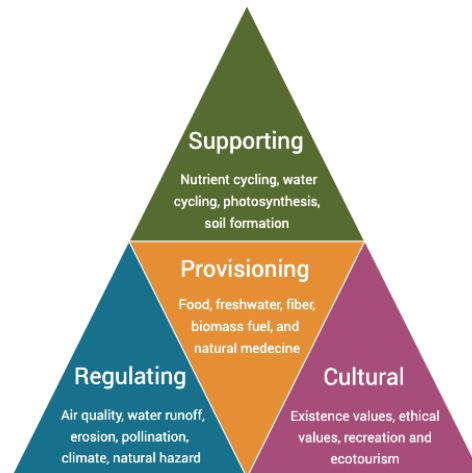 Supporting
Nutrient cycling, water
cycling, photosynthesis,
soil formation
Provisioning
Food, freshwater, fiber,
biomass fuel, and
natural medecine
Regulating
Air quality, water runoff,
erosion, pollination,
climate, natural hazard
Cultural
Existence values, ethical
values, recreation and
ecotourism